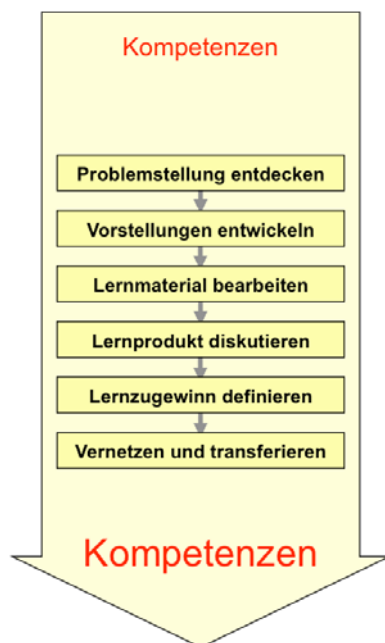 Kompetenzen
Problemstellung entdecken
Vorstellungen entwickeln
Lernmaterial bearbeiten
Lernprodukt diskutieren
Lernzugewinn definieren
Vernetzen und transferieren
Kompetenzen